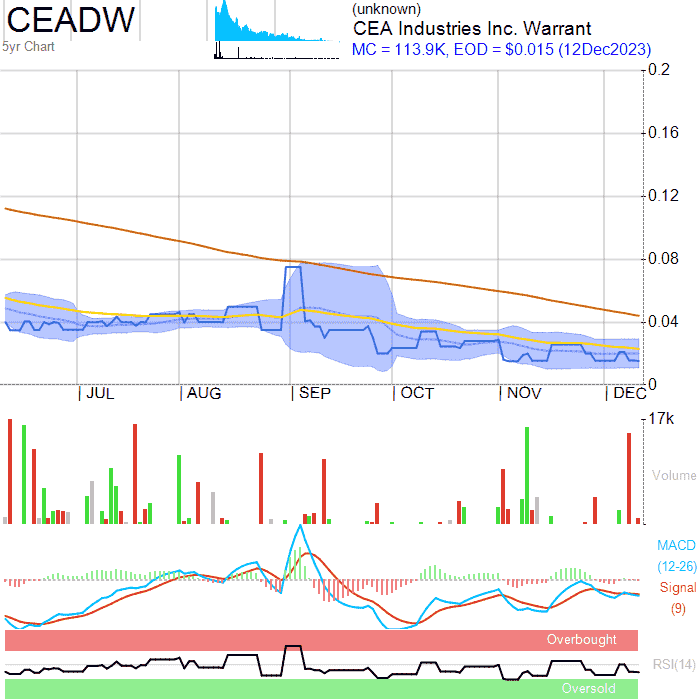 CEADW
5yr Chart
(unknown)
CEA Industries Inc. Warrant
MC = 113.9K, EOD = $0.015 (12Dec2023)
0.2
0.16
0.12
0.08
0.04
0
JUL AUG SEP OCT NOV DEC
17k
Volume
MACD
(12-26)
Signal
(9)
Overbought
RSI(14)
Oversold